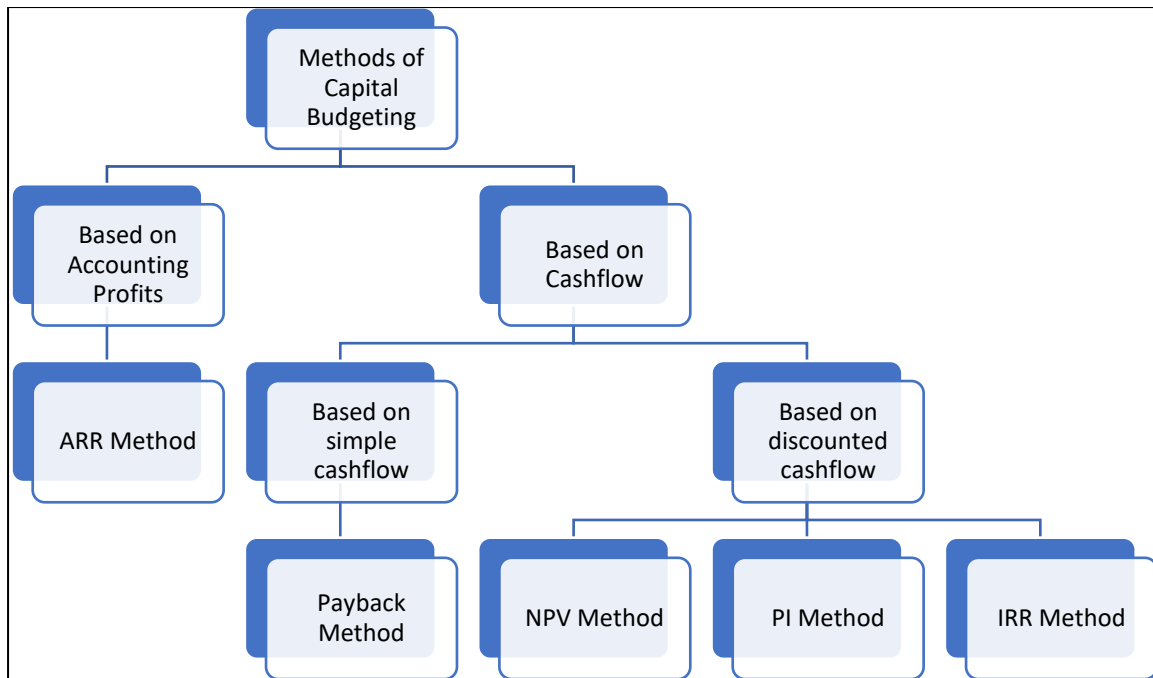 Methods of
Capital
Budgeting
Based on
Accounting
Profits
Based on
Cashflow
ARR Method
Based on
simple
cashflow
Based on
discounted
cashflow
Payback
Method
NPV Method
PI Method
IRR Method